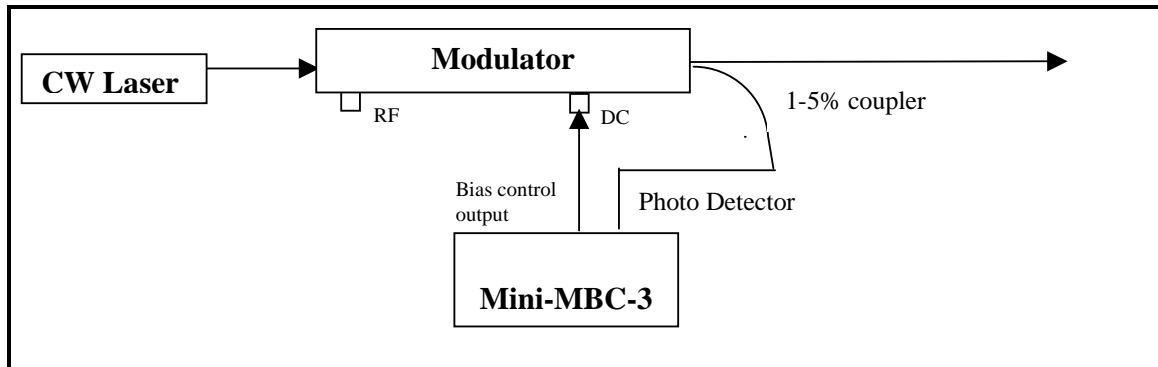 CW Laser
Modulator
RF
DC
1-5% coupler
Bias control
output
Photo Detector
Mini-MBC-3